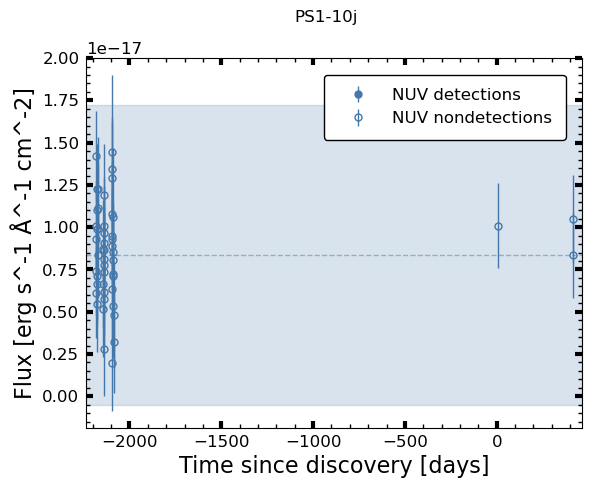 PS1-10j
1e−17
2.00
1.75
1.50
1.25
1.00
0.75
0.50
0.25
0.00
Flux [erg s^-1 Å^-1 cm^-2]
NUV detections
NUV nondetections
−2000
−1500
−1000
−500
0
Time since discovery [days]